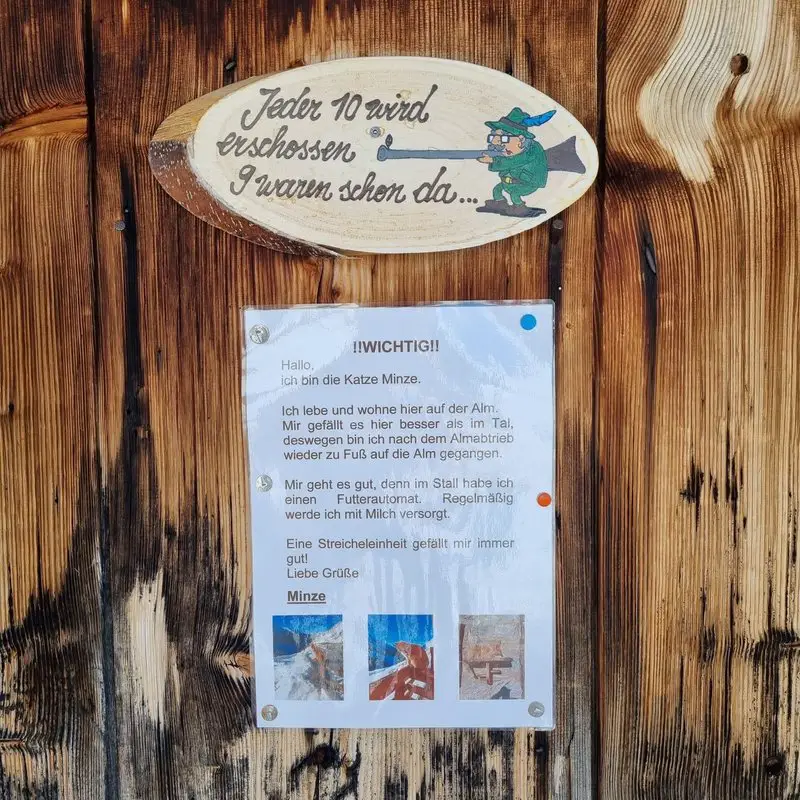 Jeder 10 wird
erschossen
9 waren schon da...
!!WICHTIG!!
Hallo,
ich bin die Katze Minze.
Ich lebe und wohne hier auf der Alm.
Mir gefällt es hier besser als im Tal,
deswegen bin ich nach dem Almabtrieb
wieder zu Fuß auf die Alm gegangen.
Mir geht es gut, denn im Stall habe ich
einen Futterautomat. Regelmäßig
werde ich mit Milch versorgt.
Eine Streicheleinheit gefällt mir immer
gut!
Liebe Grüße
Minze